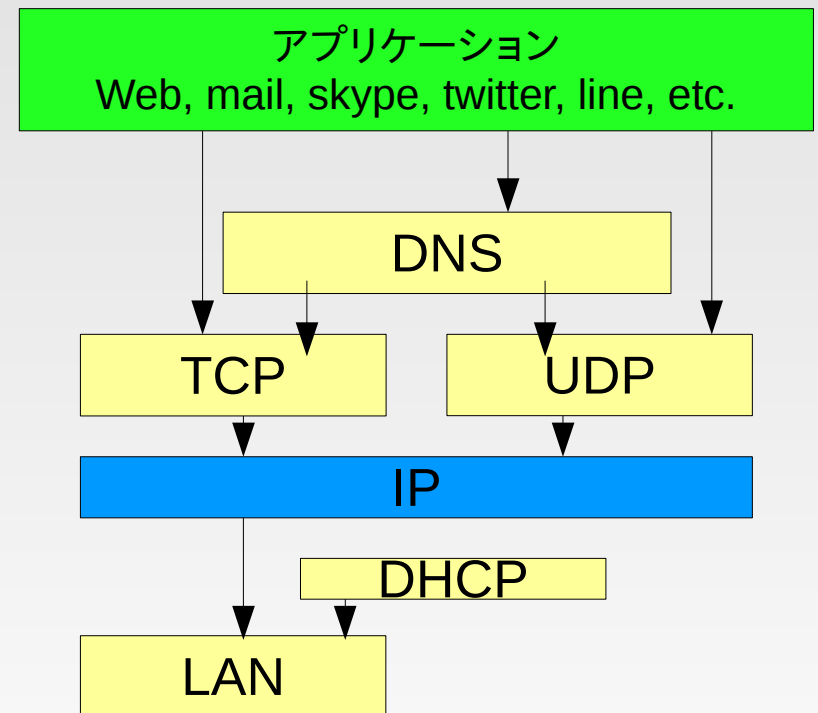 アプリケーション
Web, mail, skype, twitter, line, etc.
DNS
TCP
UDP
IP
DHCP
LAN